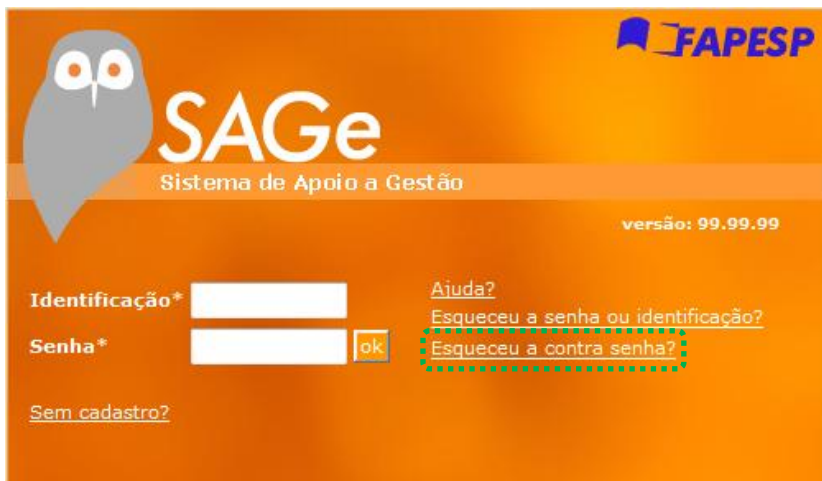 FAPESP
SAGe
Sistema de Apoio a Gestão
versão: 99.99.99
Identificação*
Ajuda?
Esqueceu a senha ou identificação?
Senha*
ok
Esqueceu a contra senha?
Sem cadastro?